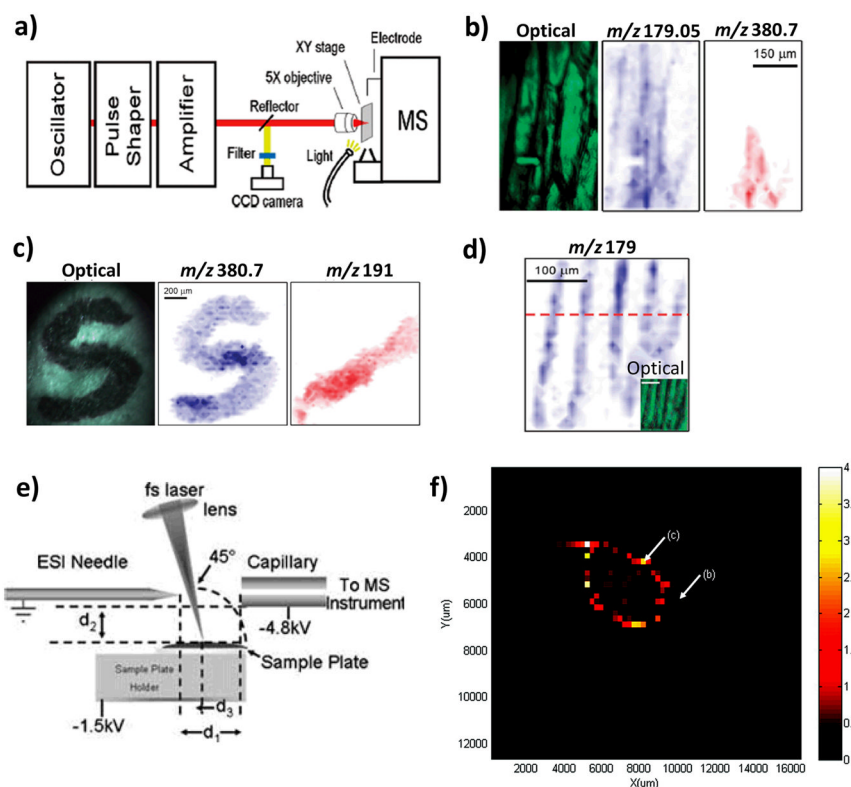 a)
Oscillator
Pulse
Shaper
Amplifier
Reflector
Filter
CCD camera
Light
5X objective
XY stage
Electrode
MS
b)
Optical
m/z 179.05
m/z 380.7
150 µm
c)
Optical
m/z 380.7
m/z 191
200 µm
d)
m/z 179
100 µm
Optical
e)
fs laser
lens
ESI Needle
45°
Capillary
To MS
Instrument
d2
-4.8kV
Sample Plate
Sample Plate
Holder
d3
-1.5kV
d1
f)
2000
4000
6000
8000
10000
12000
Y(um)
2000
4000
6000
8000
10000
12000
14000
16000
X(um)
(c)
(b)
4
3.
3
2.
2
1.
1
0.
0